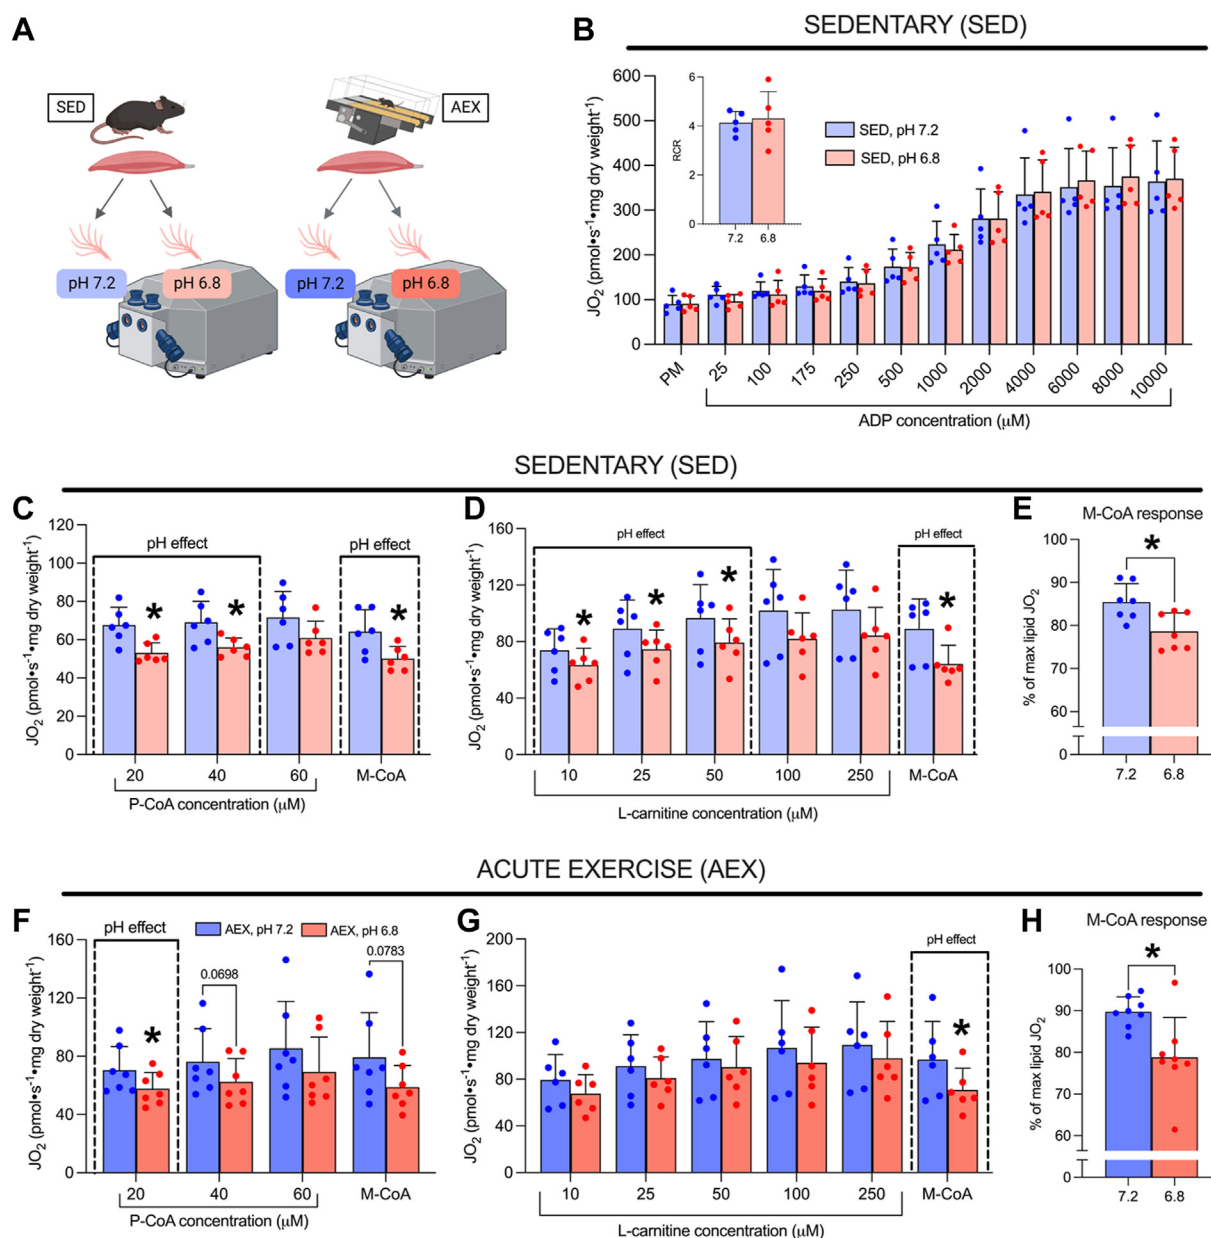 A
SED
AEX
pH 7.2
pH 6.8
pH 7.2
pH 6.8
SEDENTARY (SED)
B
600
500
400
300
200
100
0
JO2 (pmol•s-1•mg dry weight-1)
6
4
2
0
RCR
7.2
6.8
SED, pH 7.2
SED, pH 6.8
PM
25
100
175
250
500
1000
2000
4000
6000
8000
10000
ADP concentration (μM)
SEDENTARY (SED)
C
120
100
80
60
40
20
0
JO2 (pmol•s-1•mg dry weight-1)
pH effect
pH effect
*
*
*
20
40
60
M-CoA
P-CoA concentration (μM)
D
160
120
80
40
0
JO2 (pmol•s-1•mg dry weight-1)
pH effect
pH effect
*
*
*
*
10
25
50
100
250
M-CoA
L-carnitine concentration (μM)
E
M-CoA response
*
100
90
80
70
60
0
% of max lipid JO2
7.2
6.8
ACUTE EXERCISE (AEX)
F
pH effect
AEX, pH 7.2
AEX, pH 6.8
160
120
80
40
0
JO2 (pmol•s-1•mg dry weight-1)
*
0.0698
0.0783
20
40
60
M-CoA
P-CoA concentration (μM)
G
200
160
120
80
40
0
JO2 (pmol•s-1•mg dry weight-1)
pH effect
*
10
25
50
100
250
M-CoA
L-carnitine concentration (μM)
H
M-CoA response
*
100
90
80
70
60
0
% of max lipid JO2
7.2
6.8